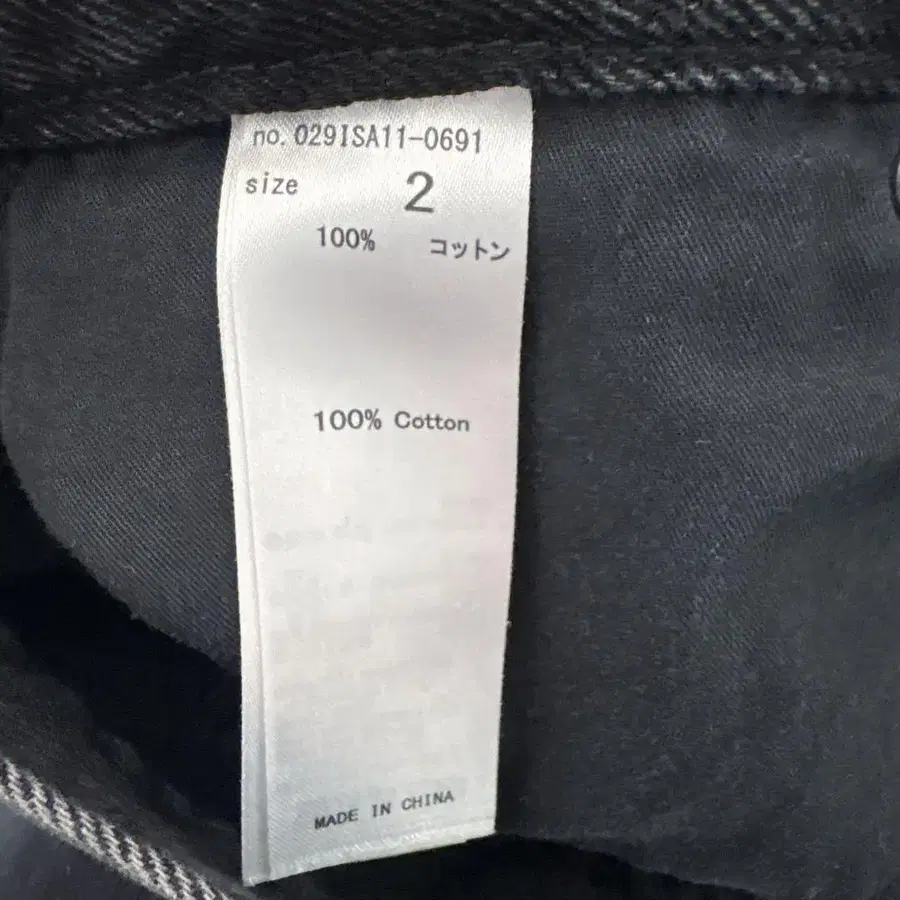 no. 029ISA11-0691
size 2
100% コットン
100% Cotton
MADE IN CHINA